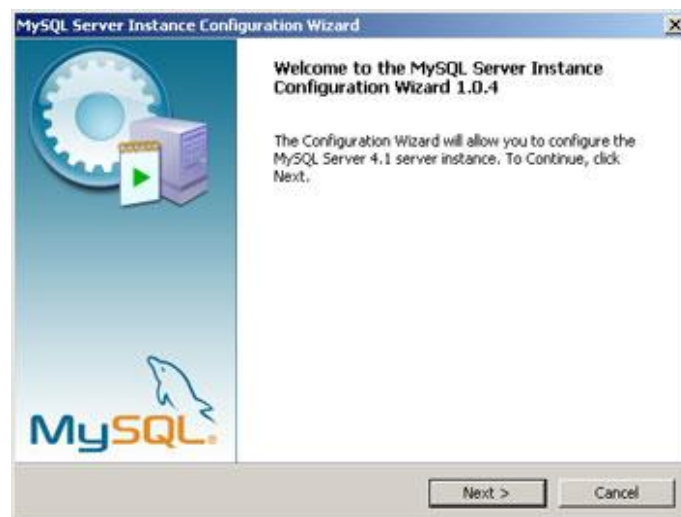 MySQL Server Instance Configuration Wizard
Welcome to the MySQL Server Instance
Configuration Wizard 1.0.4
The Configuration Wizard will allow you to configure the
MySQL Server 4.1 server instance. To Continue, click
Next.
MySQL.
Next >
Cancel